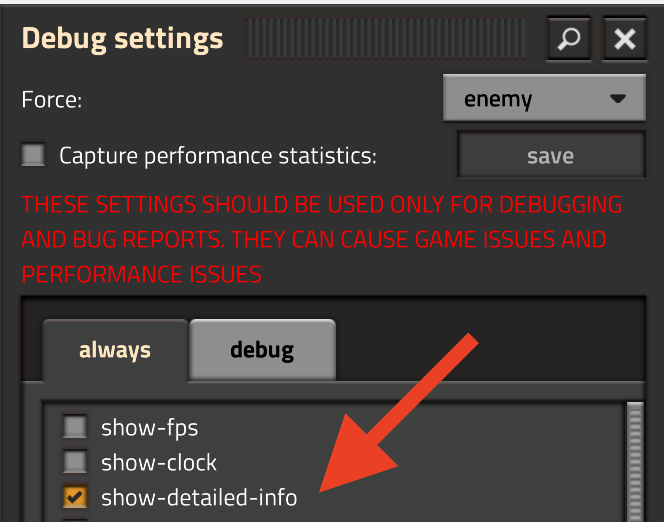 Debug settings
Force:
enemy
Capture performance statistics:
save
THESE SETTINGS SHOULD BE USED ONLY FOR DEBUGGING
AND BUG REPORTS. THEY CAN CAUSE GAME ISSUES AND
PERFORMANCE ISSUES
always
debug
show-fps
show-clock
show-detailed-info